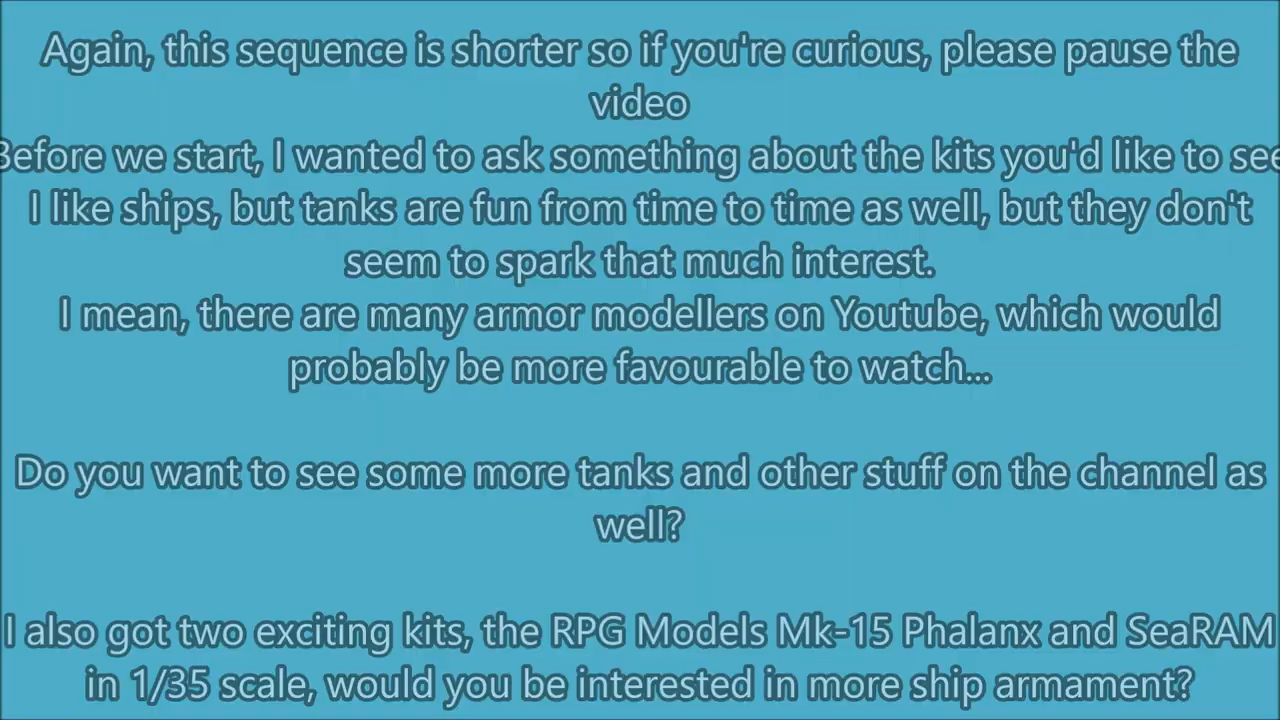 Again, this sequence is shorter so if you're curious, please pause the
video
Before we start, I wanted to ask something about the kits you'd like to see
I like ships, but tanks are fun from time to time as well, but they don't
seem to spark that much interest.
I mean, there are many armor modellers on Youtube, which would
probably be more favourable to watch...
Do you want to see some more tanks and other stuff on the channel as
well?
I also got two exciting kits, the RPG Models Mk-15 Phalanx and SeaRAM
in 1/35 scale, would you be interested in more ship armament?